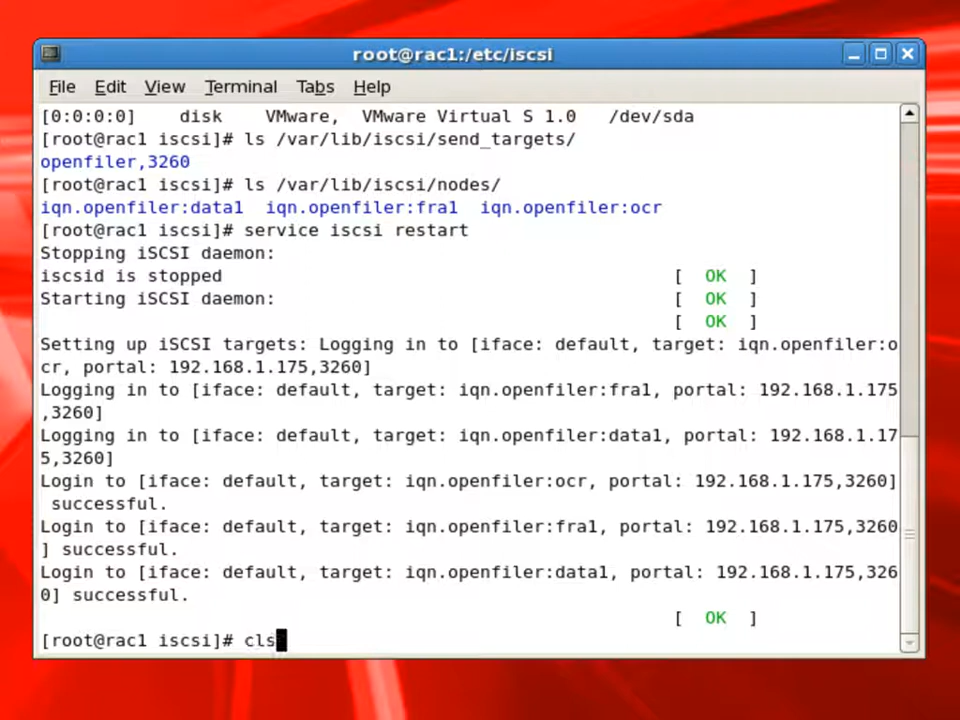 root@rac1:/etc/iscsi
File Edit View Terminal Tabs Help
[0:0:0:0]    disk    VMware,  VMware Virtual S 1.0   /dev/sda
[root@rac1 iscsi]# ls /var/lib/iscsi/send_targets/
openfiler,3260
[root@rac1 iscsi]# ls /var/lib/iscsi/nodes/
iqn.openfiler:data1  iqn.openfiler:fra1  iqn.openfiler:ocr
[root@rac1 iscsi]# service iscsi restart
Stopping iSCSI daemon:
iscsid is stopped                                          [  OK  ]
Starting iSCSI daemon:                                     [  OK  ]
                                                           [  OK  ]
Setting up iSCSI targets: Logging in to [iface: default, target: iqn.openfiler:o
cr, portal: 192.168.1.175,3260]
Logging in to [iface: default, target: iqn.openfiler:fra1, portal: 192.168.1.175
,3260]
Logging in to [iface: default, target: iqn.openfiler:data1, portal: 192.168.1.17
5,3260]
Login to [iface: default, target: iqn.openfiler:ocr, portal: 192.168.1.175,3260]
 successful.
Login to [iface: default, target: iqn.openfiler:fra1, portal: 192.168.1.175,3260
] successful.
Login to [iface: default, target: iqn.openfiler:data1, portal: 192.168.1.175,326
0] successful.
                                                           [  OK  ]
[root@rac1 iscsi]# cls